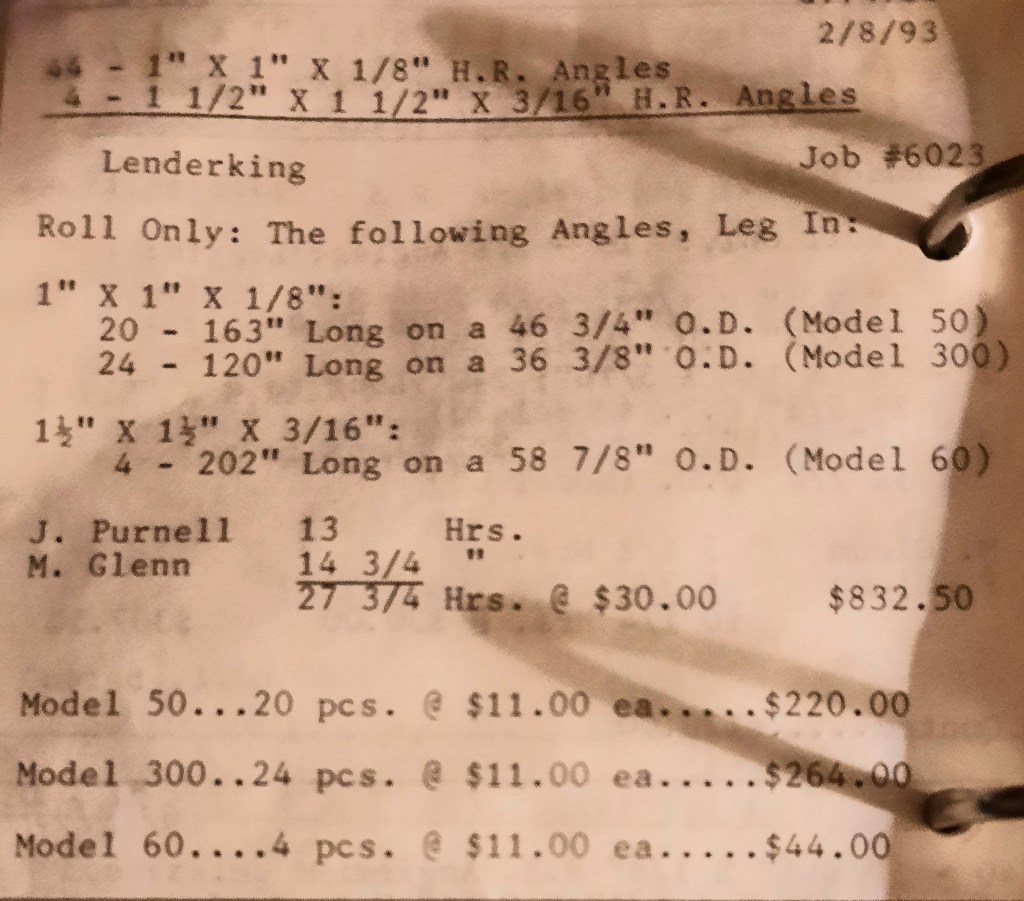 2/8/93
44 - 1" X 1" X 1/8" H.R. Angles
4 - 1 1/2" X 1 1/2" X 3/16" H.R. Angles
Lenderking Job #6023
Roll Only: The following Angles, Leg In:
1" X 1" X 1/8":
20 - 163" Long on a 46 3/4" O.D. (Model 50)
24 - 120" Long on a 36 3/8" O.D. (Model 300)
1½" X 1½" X 3/16":
4 - 202" Long on a 58 7/8" O.D. (Model 60)
J. Purnell 13 Hrs.
M. Glenn 14 3/4 "
27 3/4 Hrs. @ $30.00 $832.50
Model 50...20 pcs. @ $11.00 ea.....$220.00
Model 300..24 pcs. @ $11.00 ea.....$264.00
Model 60....4 pcs. @ $11.00 ea.....$44.00